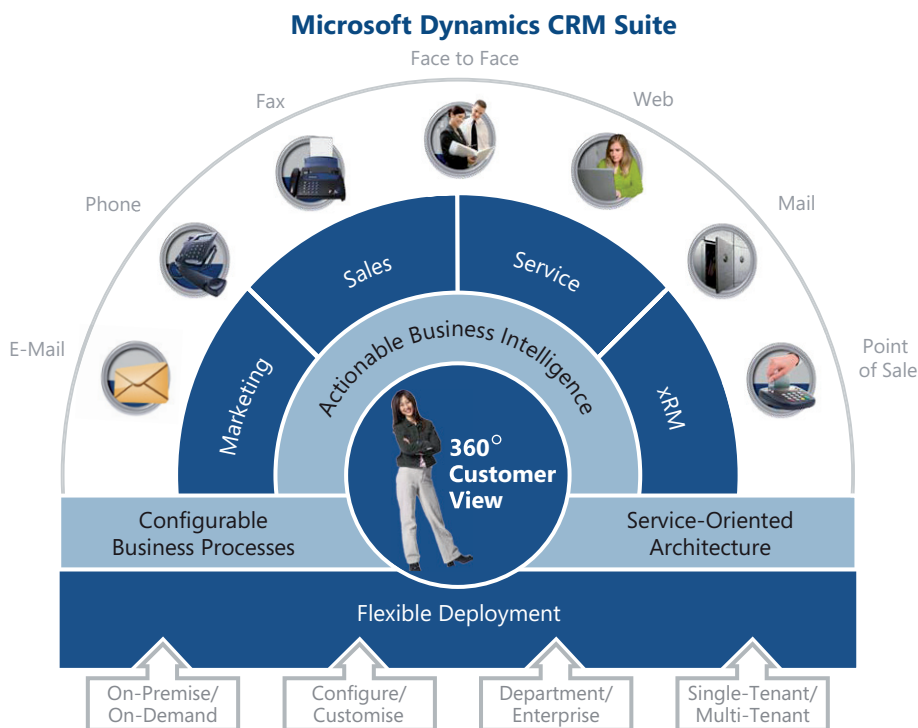 Microsoft Dynamics CRM Suite
Face to Face
Fax
Web
Phone
Mail
E-Mail
Point
of Sale
Marketing
Sales
Service
xRM
Actionable Business Intelligence
360°
Customer
View
Configurable
Business Processes
Service-Oriented
Architecture
Flexible Deployment
On-Premise/
On-Demand
Configure/
Customise
Department/
Enterprise
Single-Tenant/
Multi-Tenant